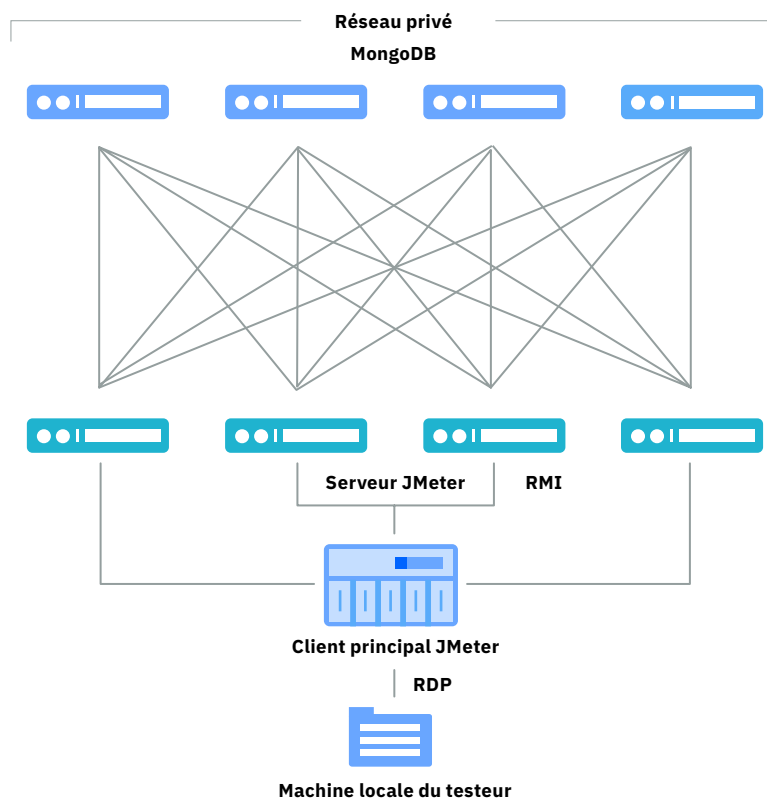 Réseau privé
MongoDB
Serveur JMeter
RMI
Client principal JMeter
RDP
Machine locale du testeur